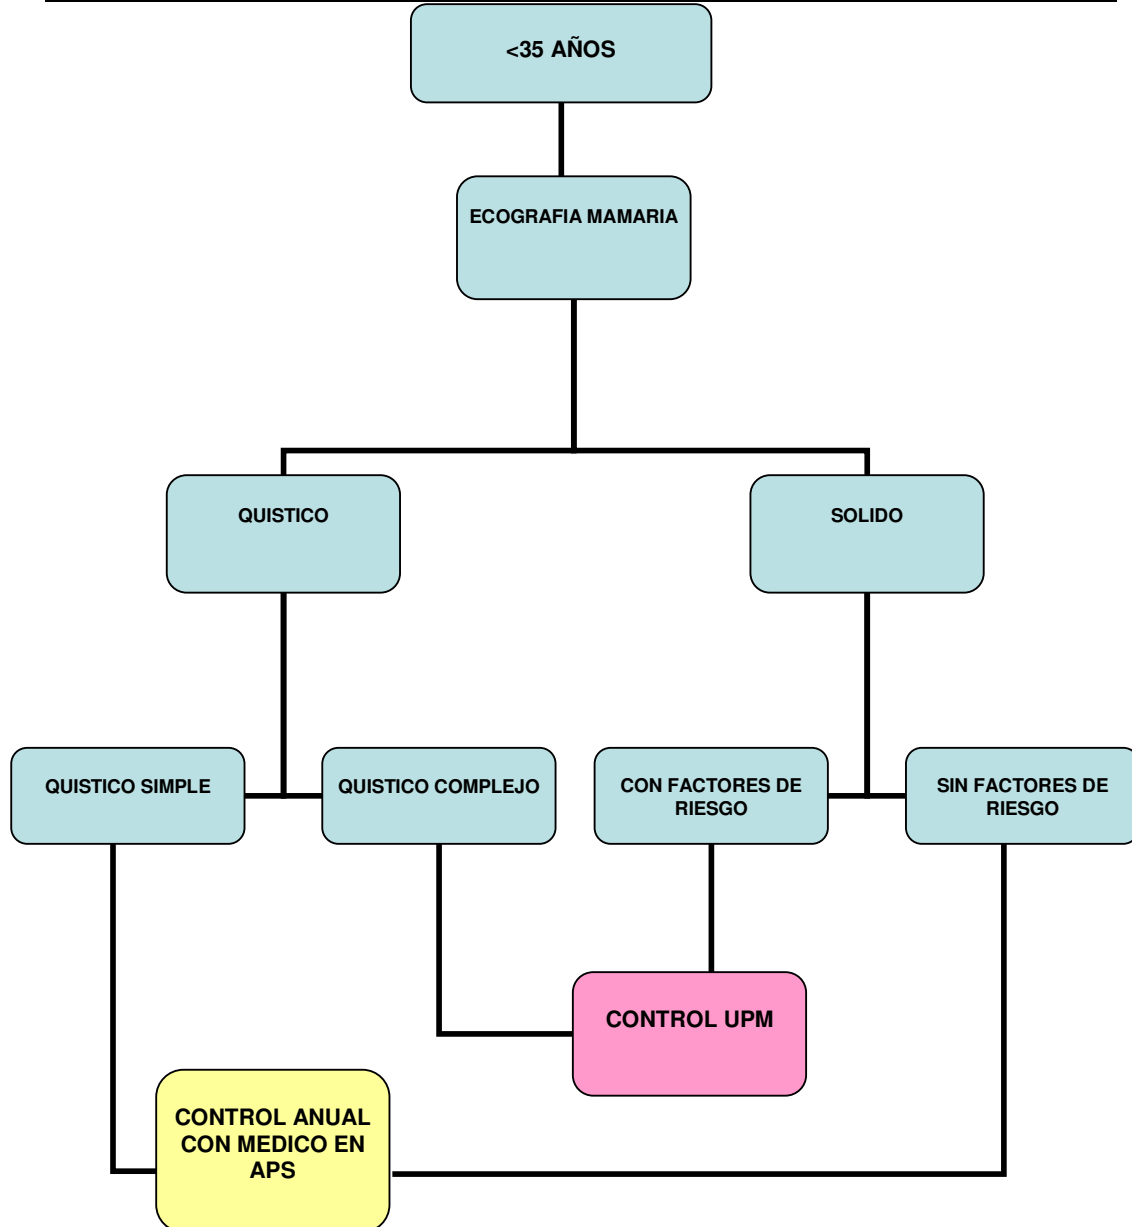 <35 AÑOS
ECOGRAFIA MAMARIA
QUISTICO
SOLIDO
QUISTICO SIMPLE
QUISTICO COMPLEJO
CON FACTORES DE
RIESGO
SIN FACTORES DE
RIESGO
CONTROL UPM
CONTROL ANUAL
CON MEDICO EN
APS